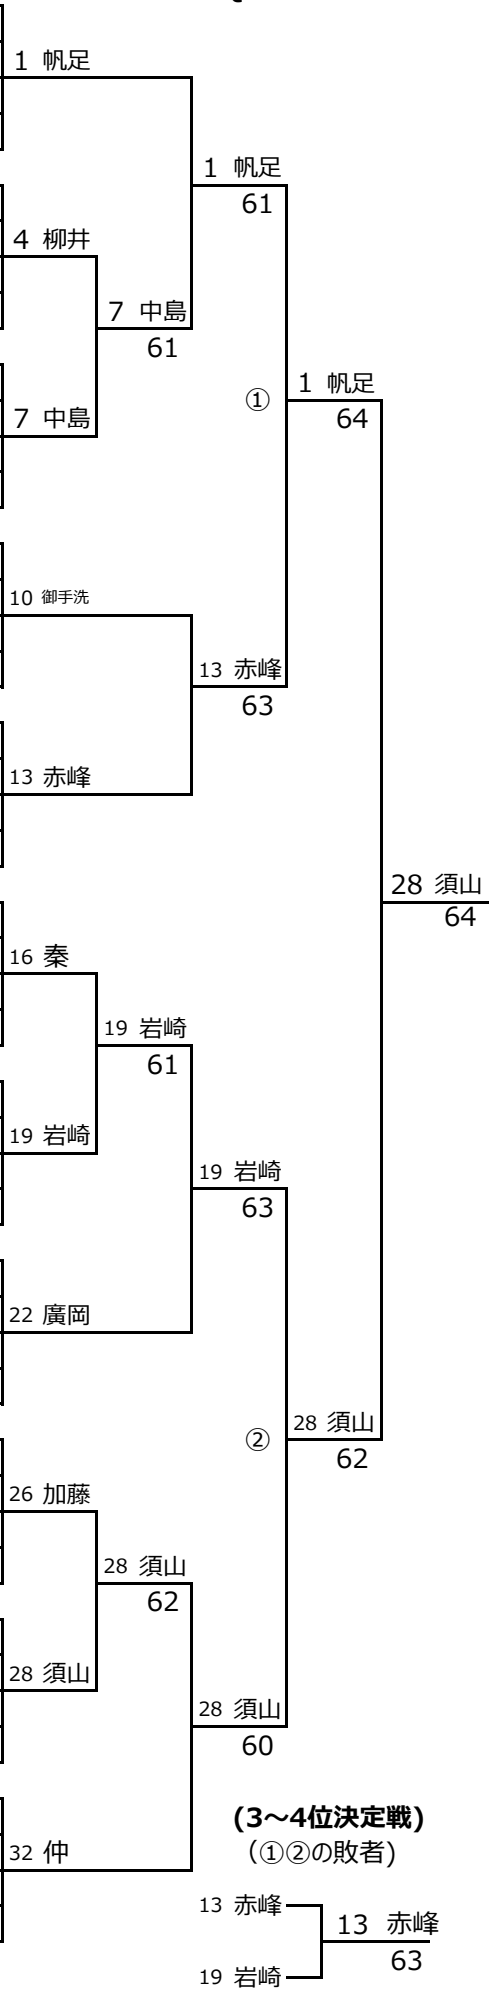 1 帆足
1 帆足
61
4 柳井
7 中島
61
① 1 帆足
64
7 中島
10 御手洗
13 赤峰
63
13 赤峰
28 須山
64
16 秦
19 岩崎
61
19 岩崎
19 岩崎
63
22 廣岡
② 28 須山
62
26 加藤
28 須山
62
28 須山
28 須山
60
(3～4位決定戦)
32 仲
（①②の敗者)
13 赤峰
13 赤峰
63
19 岩崎